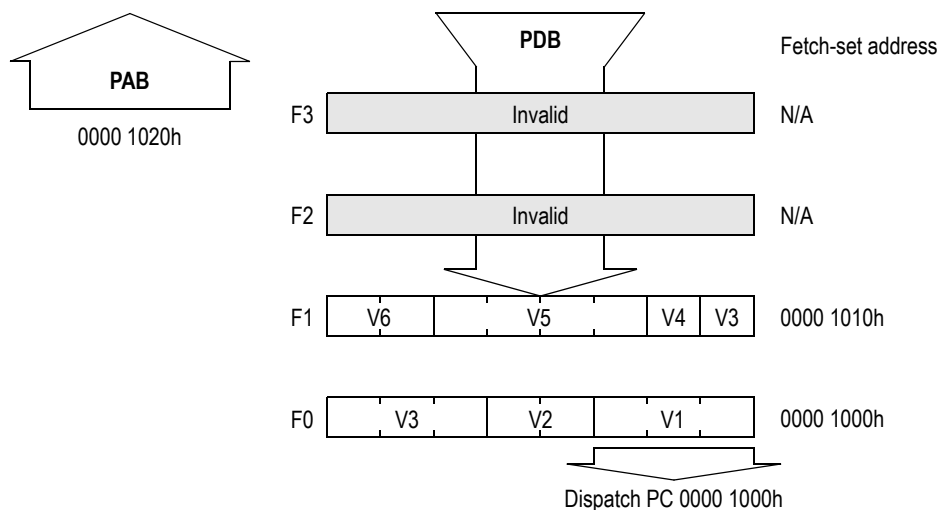 PDB
Fetch-set address
PAB
0000 1020h
F3 Invalid N/A
F2 Invalid N/A
F1 V6 V5 V4 V3 0000 1010h
F0 V3 V2 V1 0000 1000h
Dispatch PC 0000 1000h